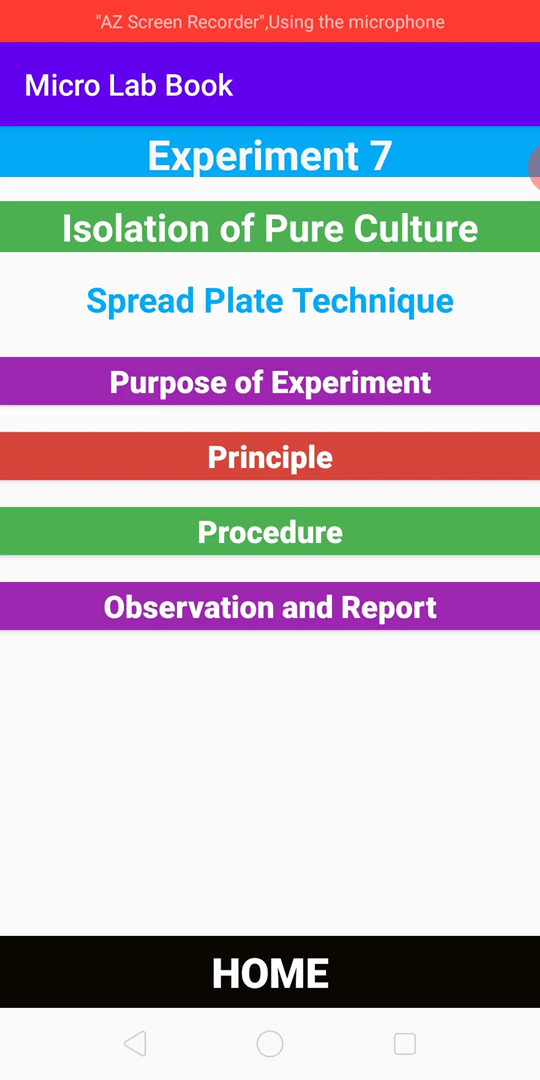 "AZ Screen Recorder",Using the microphone
Micro Lab Book
Experiment 7
Isolation of Pure Culture
Spread Plate Technique
Purpose of Experiment
Principle
Procedure
Observation and Report
HOME